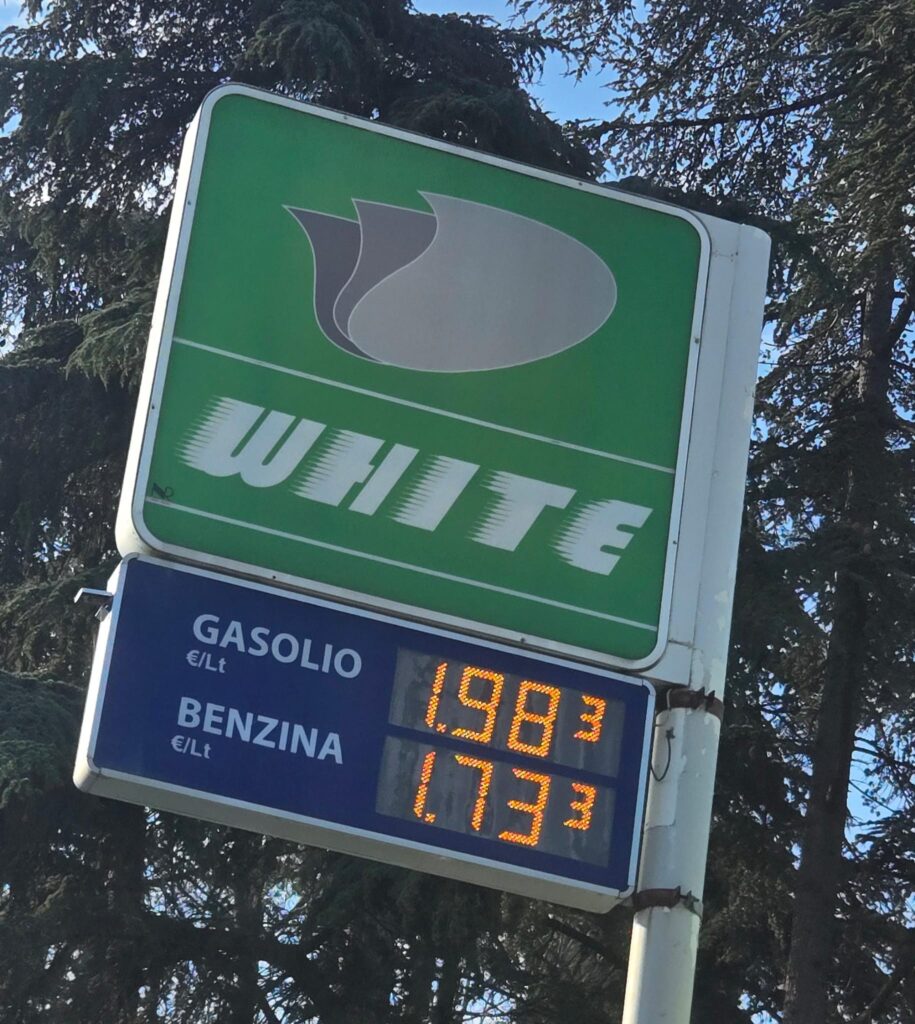 WHITE
GASOLIO
€/Lt
1.983
BENZINA
€/Lt
1.733